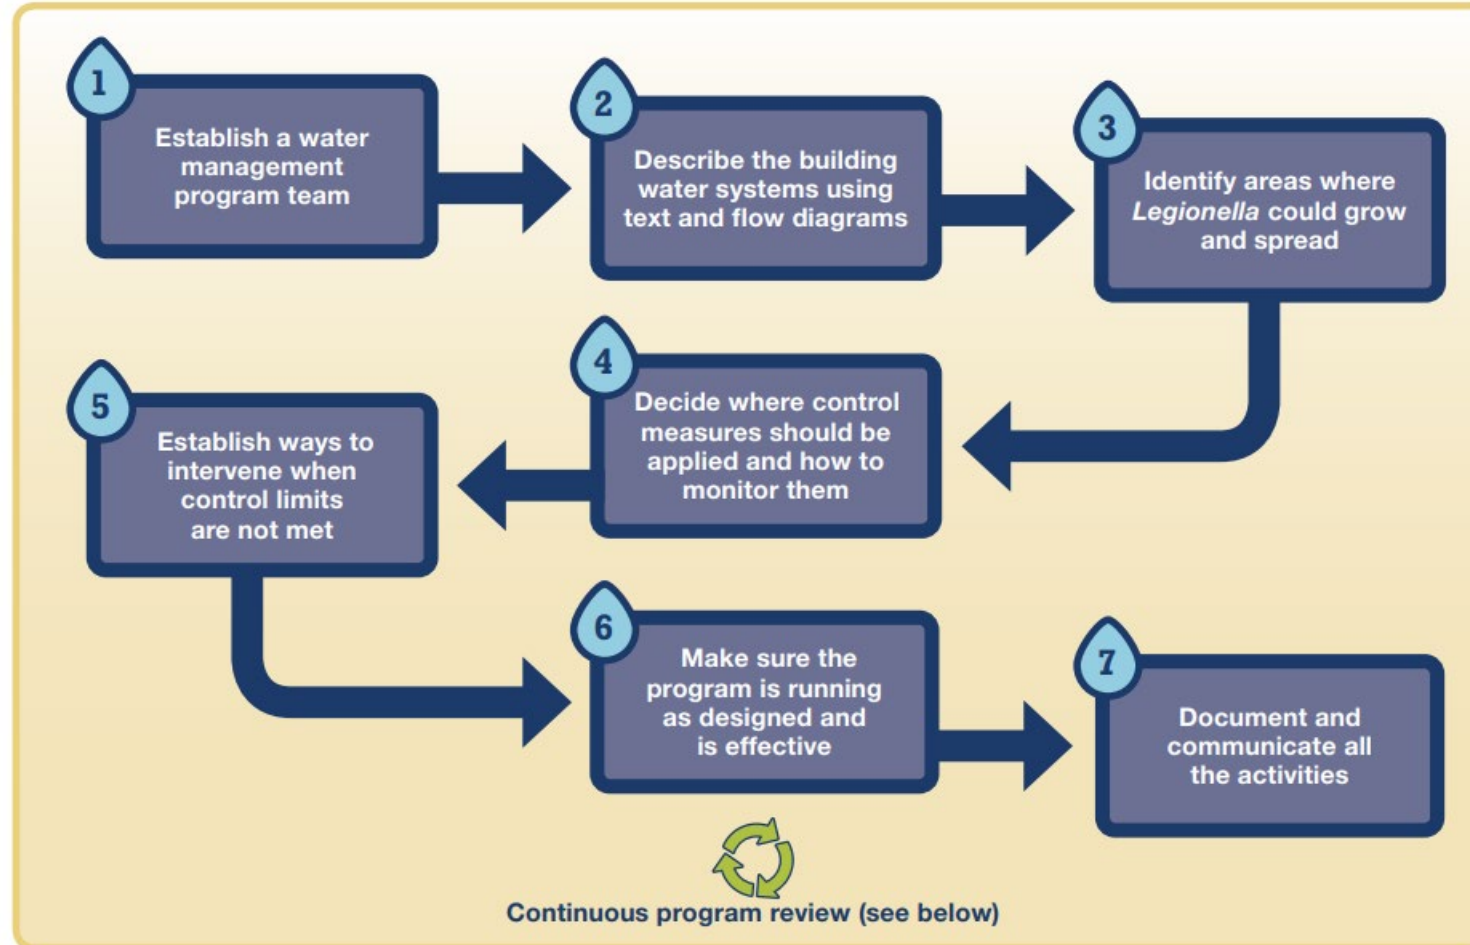 1
Establish a water
management
program team
2
Describe the building
water systems using
text and flow diagrams
3
Identify areas where
Legionella could grow
and spread
4
Decide where control
measures should be
applied and how to
monitor them
5
Establish ways to
intervene when
control limits
are not met
6
Make sure the
program is running
as designed and
is effective
7
Document and
communicate all
the activities
Continuous program review (see below)